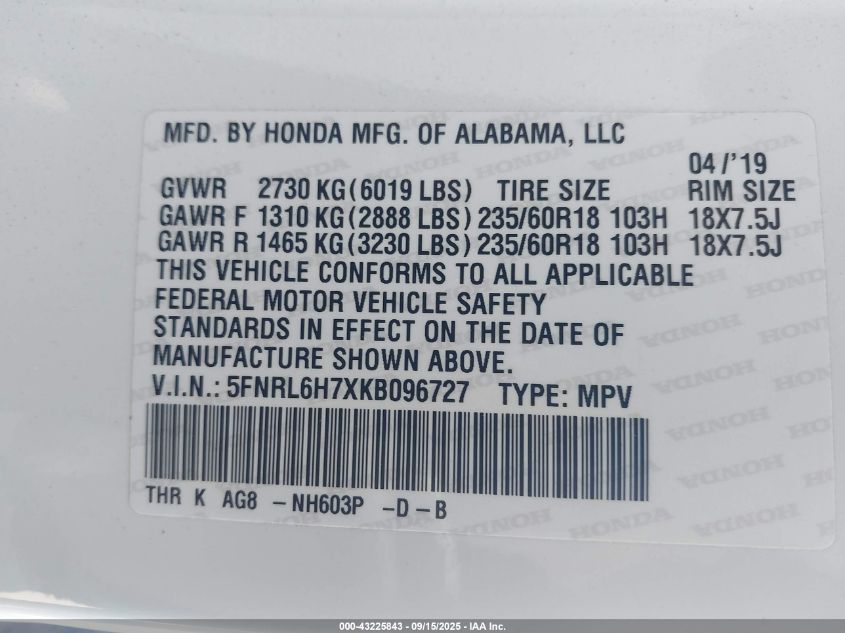 MFD. BY HONDA MFG. OF ALABAMA, LLC
04/'19
GVWR 2730 KG(6019 LBS) TIRE SIZE RIM SIZE
GAWR F 1310 KG(2888 LBS) 235/60R18 103H 18X7.5J
GAWR R 1465 KG(3230 LBS) 235/60R18 103H 18X7.5J
THIS VEHICLE CONFORMS TO ALL APPLICABLE
FEDERAL MOTOR VEHICLE SAFETY
STANDARDS IN EFFECT ON THE DATE OF
MANUFACTURE SHOWN ABOVE.
V.I.N.: 5FNRL6H7XKB096727 TYPE: MPV
THR K AG8 -NH603P -D-B
000-43225843 - 09/15/2025 - IAA Inc.